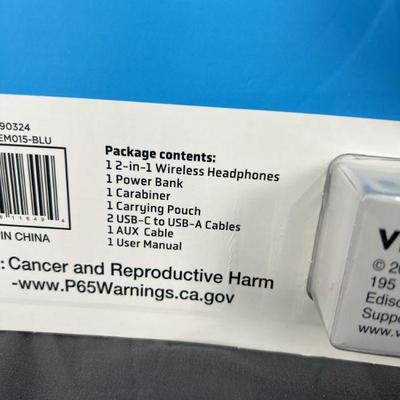 90324
EM015-BLU
Package contents:
1 2-in-1 Wireless Headphones
1 Power Bank
1 Carabiner
1 Carrying Pouch
2 USB-C to USB-A Cables
1 AUX Cable
1 User Manual
IN CHINA
: Cancer and Reproductive Harm
-www.P65Warnings.ca.gov
© 20
195
Ediso
Suppo
www.v